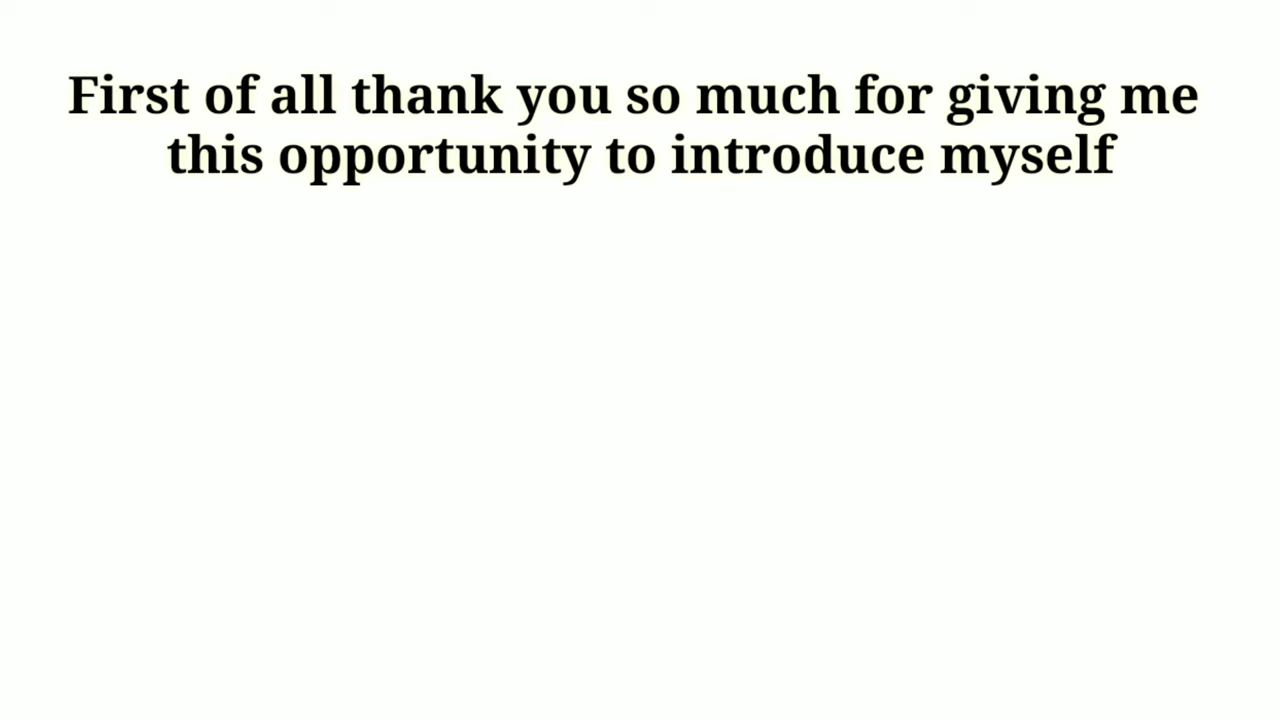 First of all thank you so much for giving me
this opportunity to introduce myself